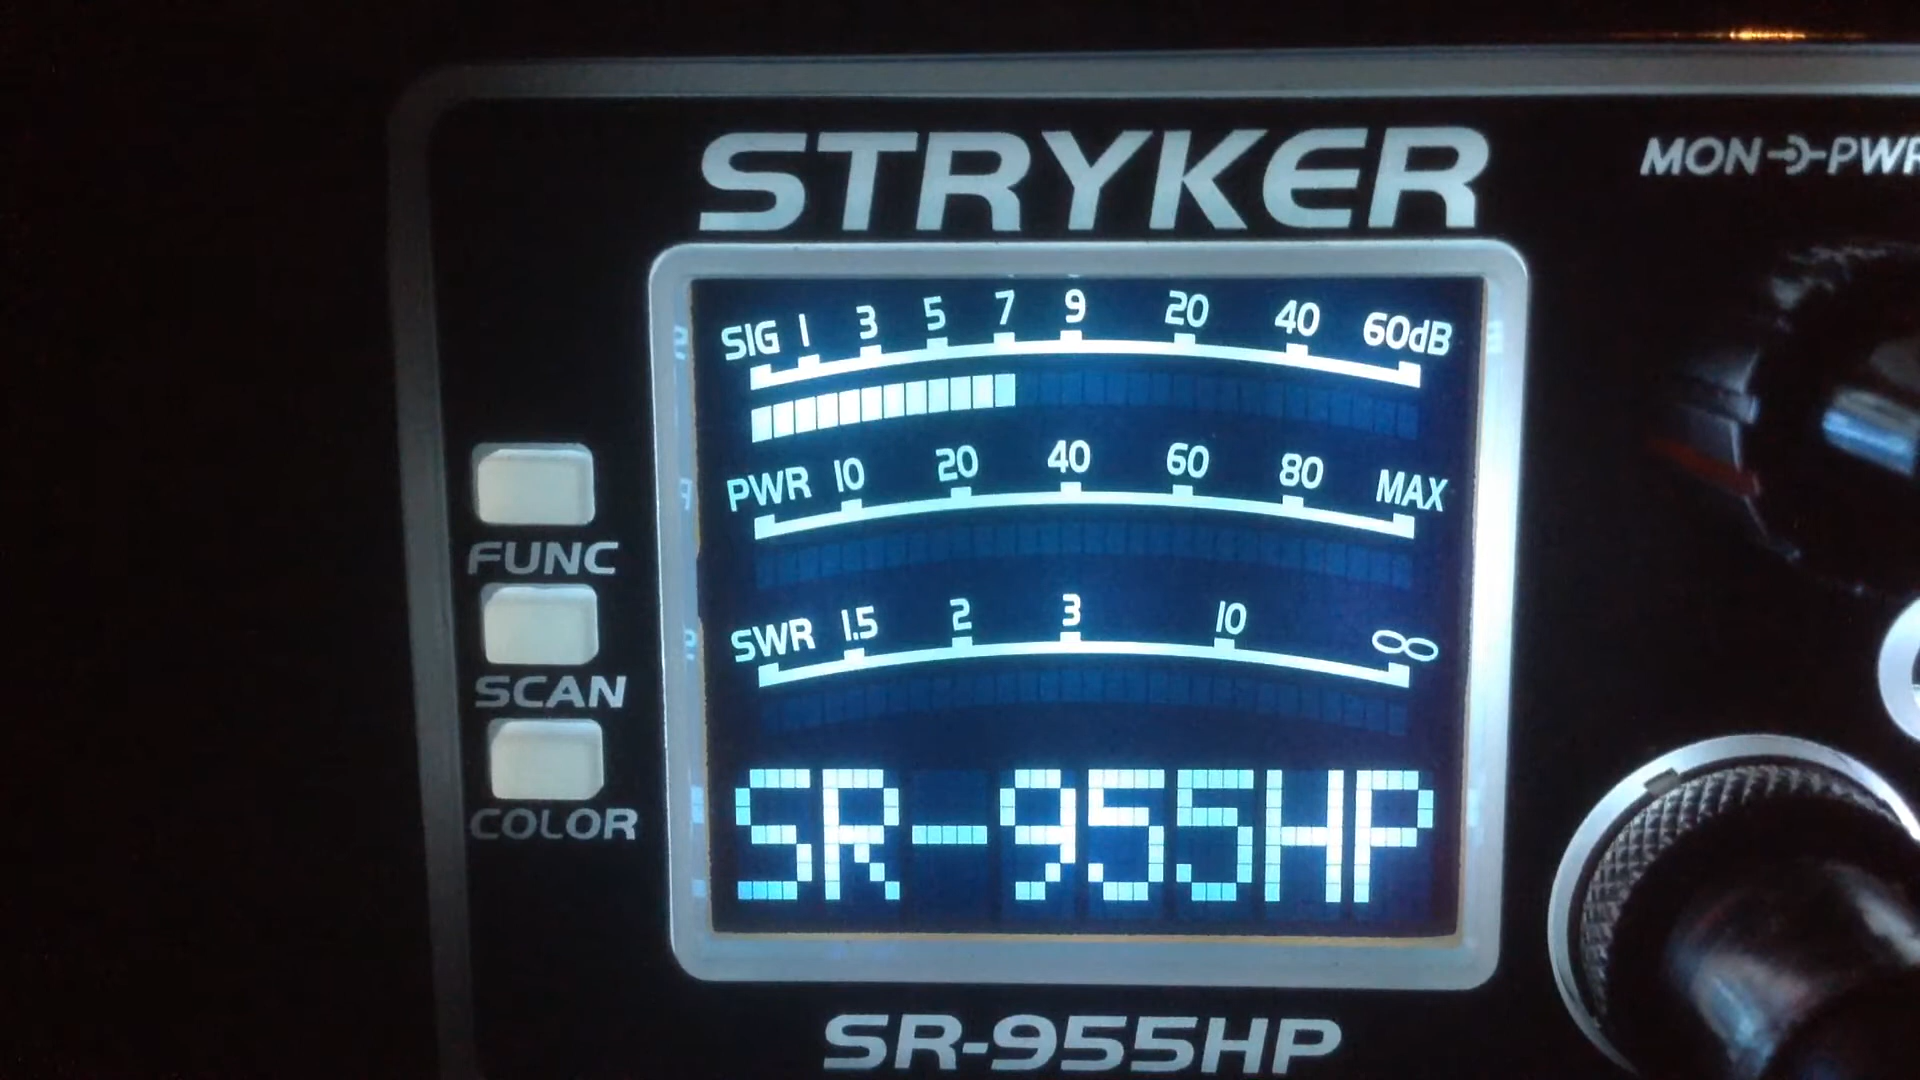 STRYKER
MON PWR
SIG 1 3 5 7 9 20 40 60dB
PWR 10 20 40 60 80 MAX
SWR 1.5 2 3 10 ∞
FUNC
SCAN
COLOR
SR-955HP
SR-955HP